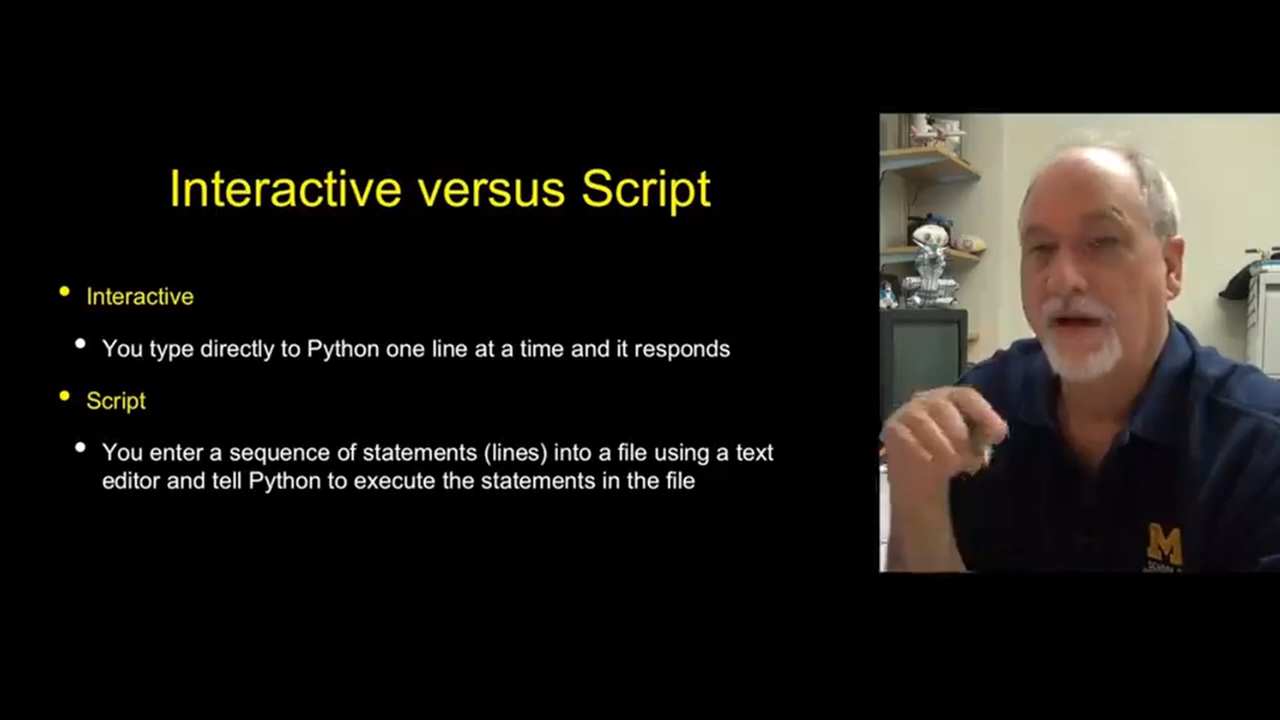 Interactive versus Script
• Interactive
• You type directly to Python one line at a time and it responds
• Script
• You enter a sequence of statements (lines) into a file using a text
editor and tell Python to execute the statements in the file
M